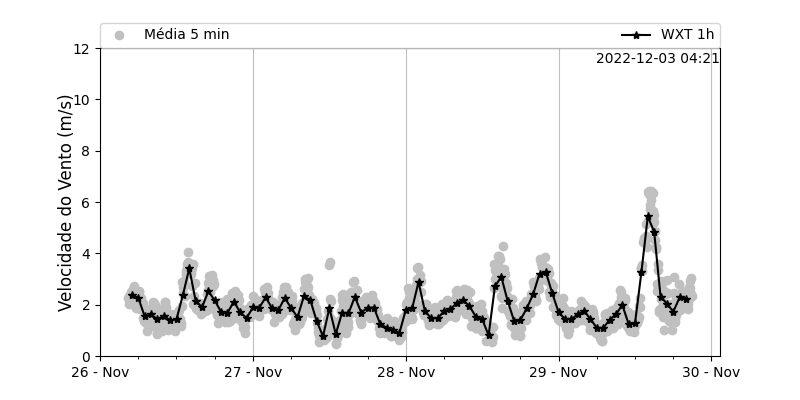 Média 5 min WXT 1h
2022-12-03 04:21
Velocidade do Vento (m/s)
12
10
8
6
4
2
0
26 - Nov 27 - Nov 28 - Nov 29 - Nov 30 - Nov